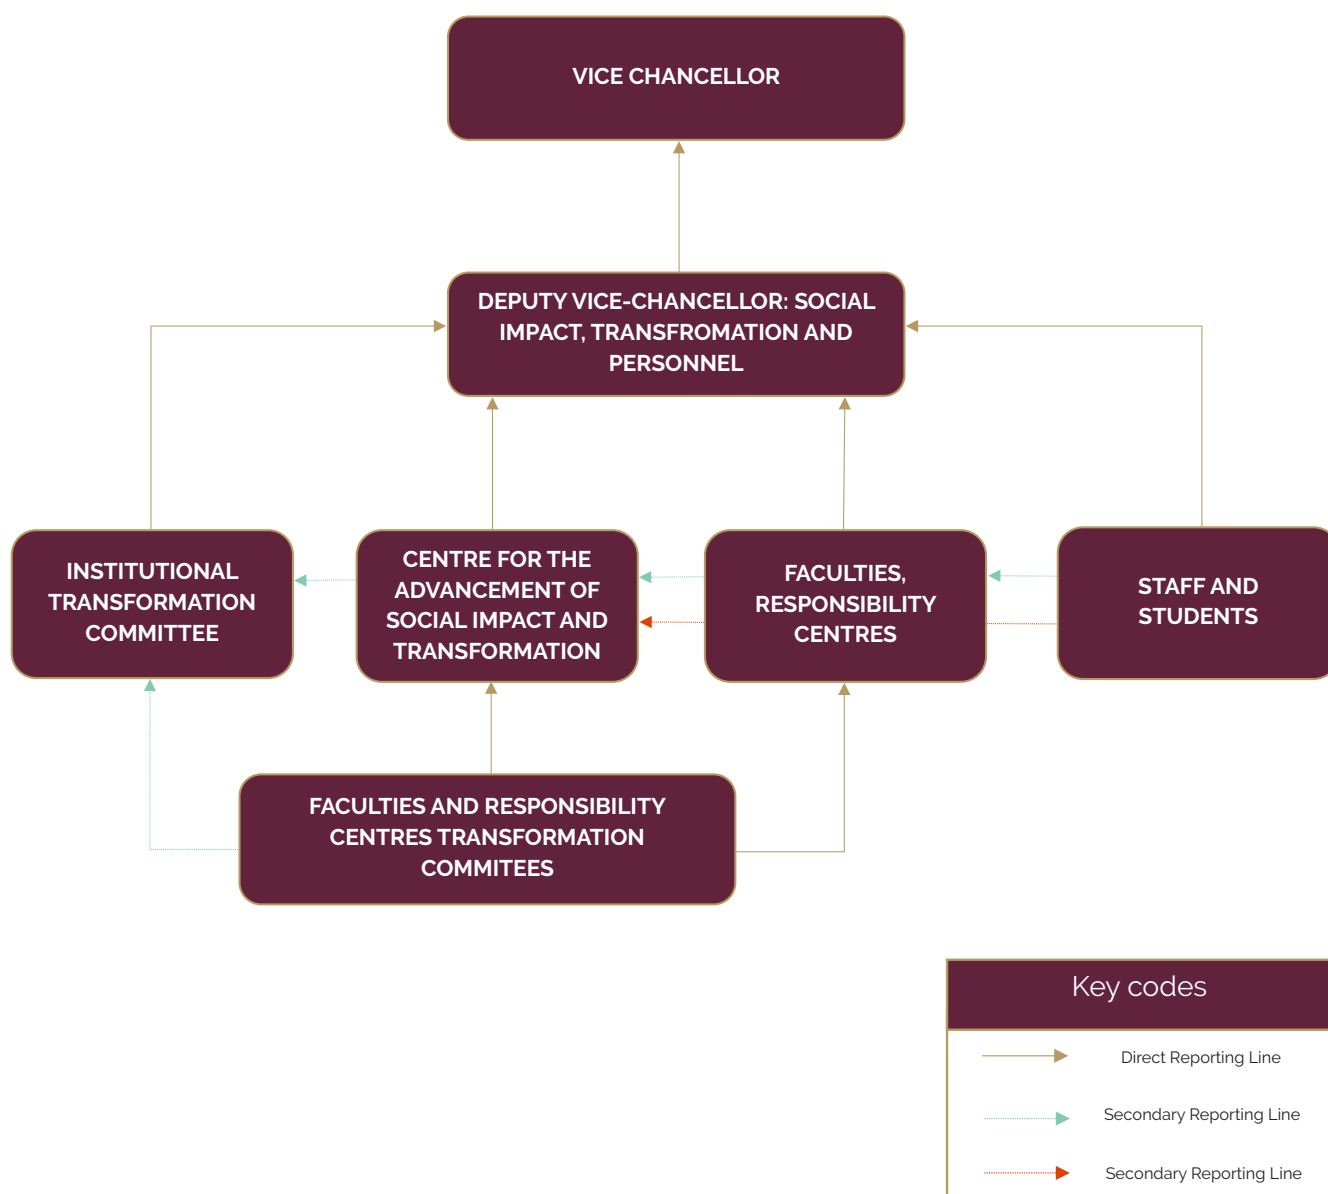 VICE CHANCELLOR
DEPUTY VICE-CHANCELLOR: SOCIAL
IMPACT, TRANSFROMATION AND
PERSONNEL
INSTITUTIONAL
TRANSFORMATION
COMMITTEE
CENTRE FOR THE
ADVANCEMENT OF
SOCIAL IMPACT AND
TRANSFORMATION
FACULTIES,
RESPONSIBILITY
CENTRES
STAFF AND
STUDENTS
FACULTIES AND RESPONSIBILITY
CENTRES TRANSFORMATION
COMMITEES
Key codes
Direct Reporting Line
Secondary Reporting Line
Secondary Reporting Line